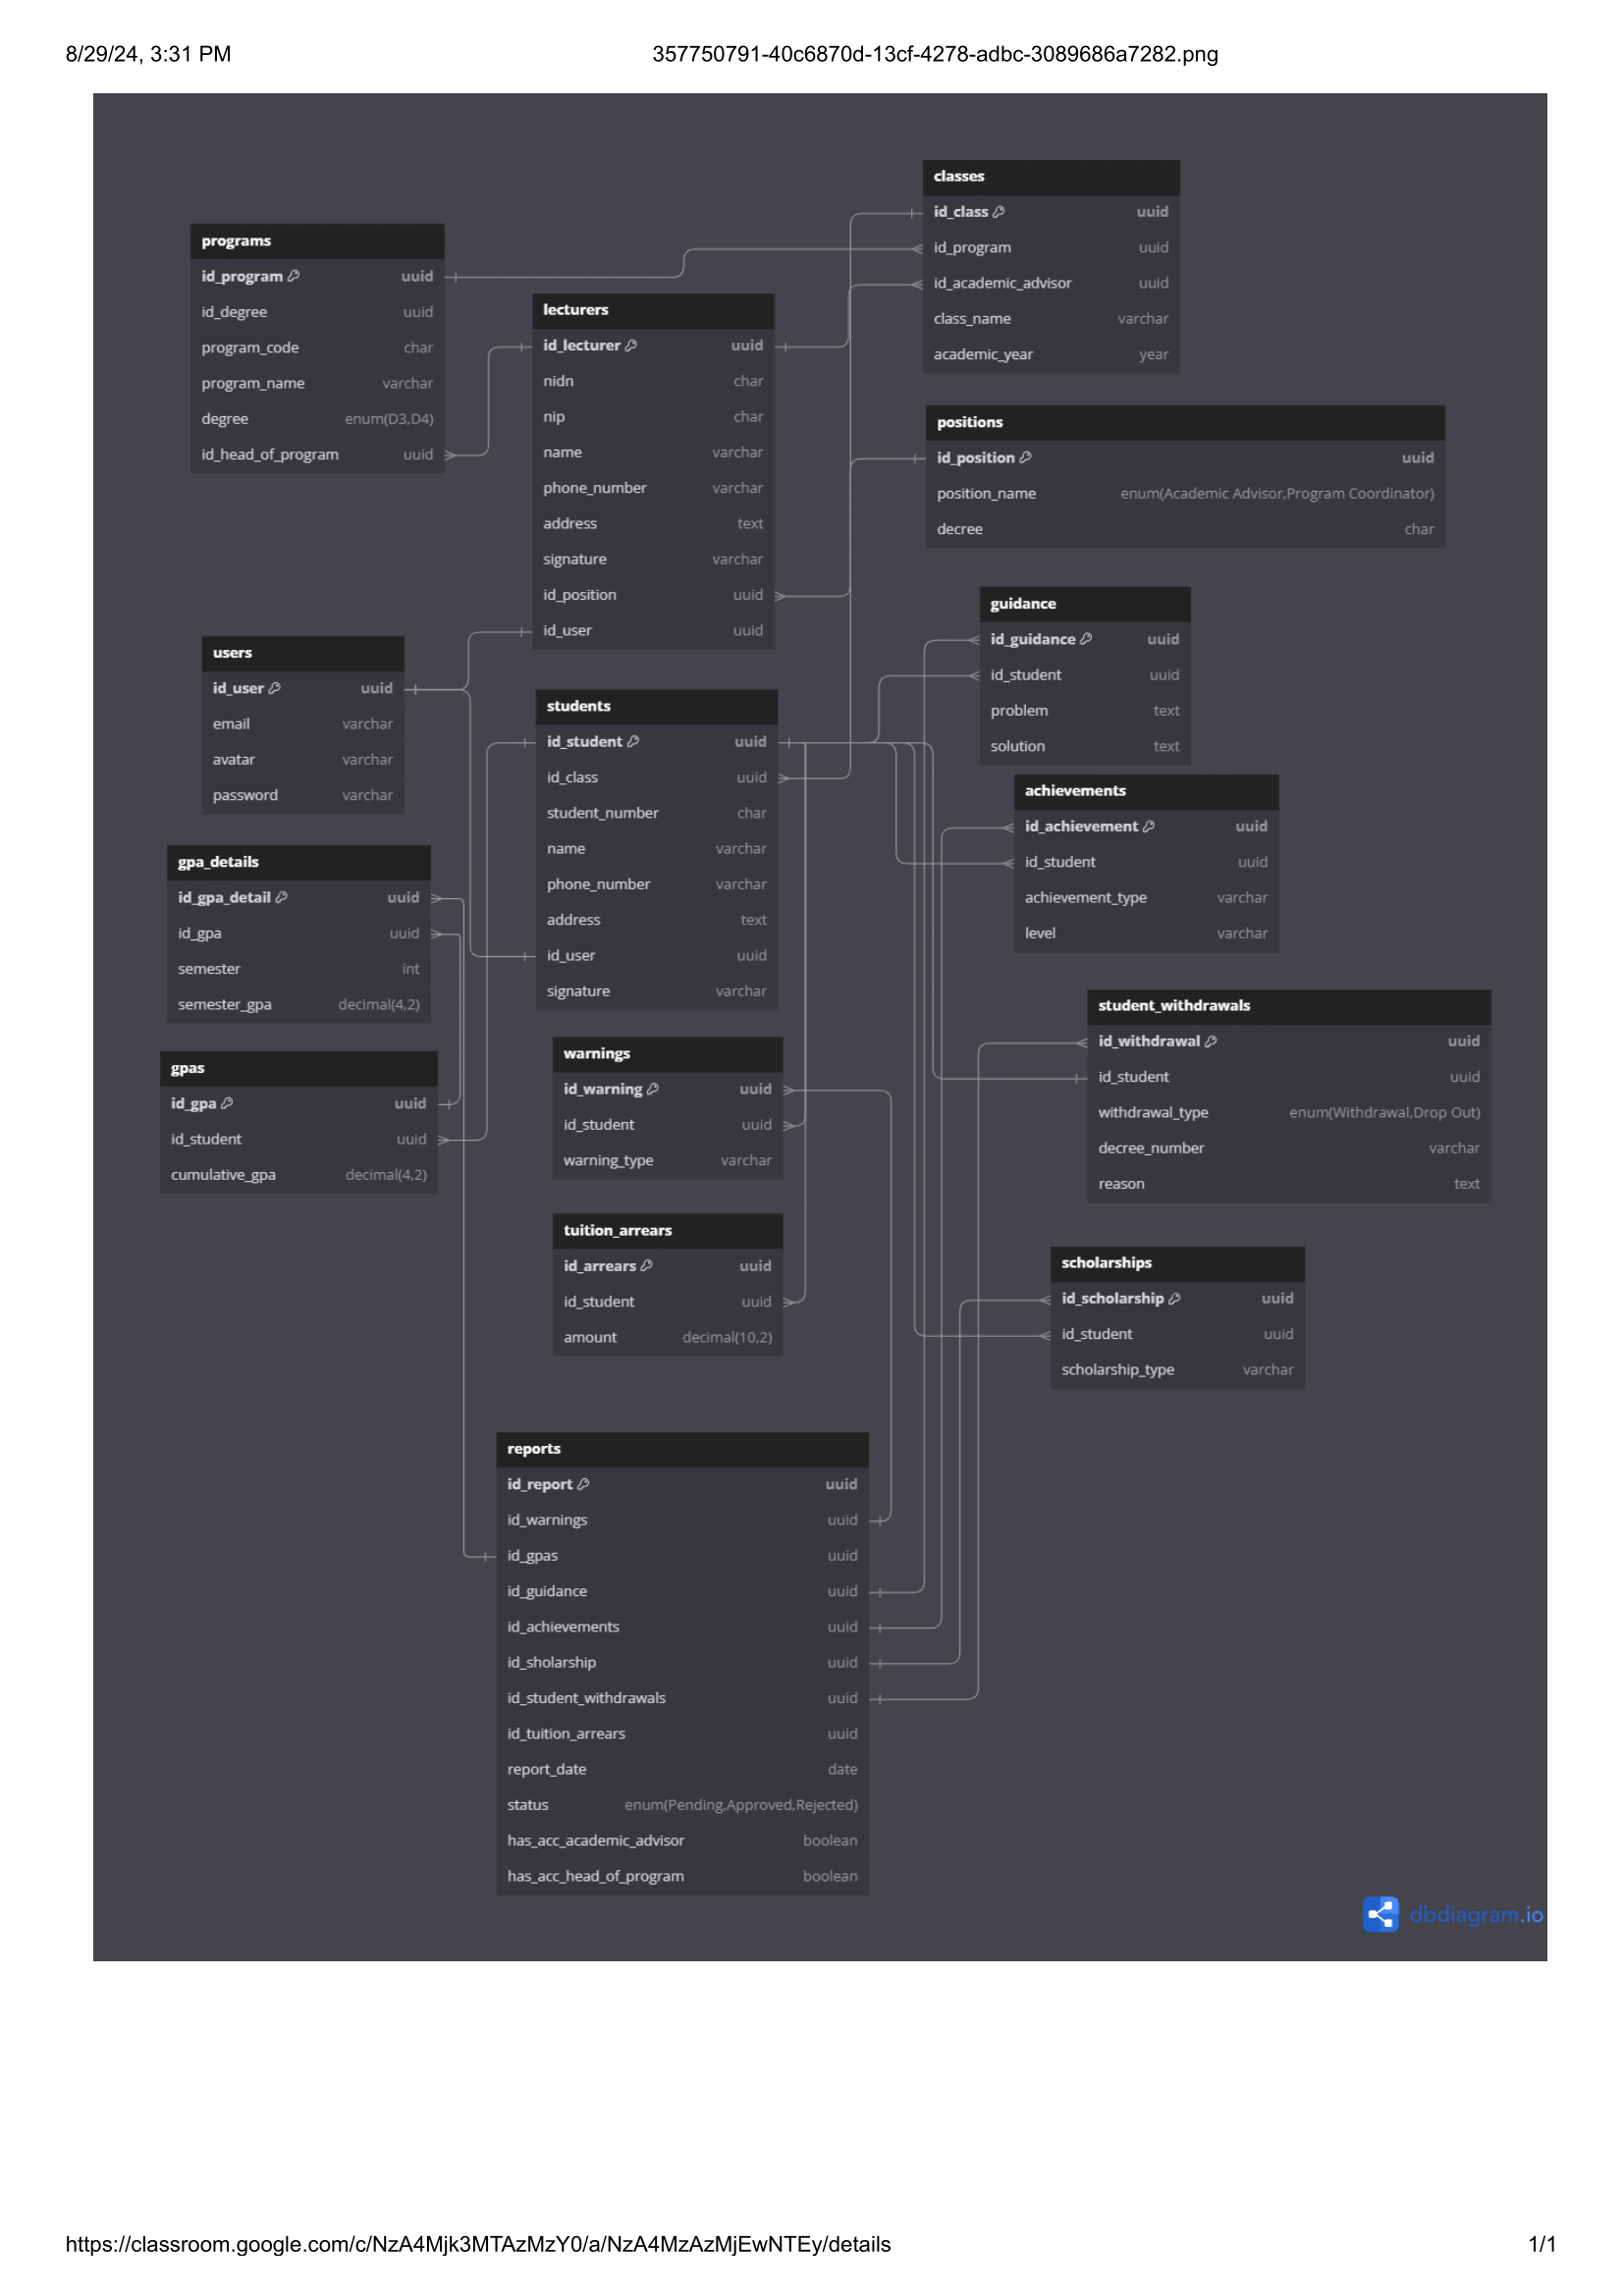 8/29/24, 3:31 PM 357750791-40c6870d-13cf-4278-adbc-3089686a7282.png
classes
id_class uuid
id_program uuid
id_academic_advisor uuid
class_name varchar
academic_year year
programs
id_program uuid
id_degree uuid
program_code char
program_name varchar
degree enum(D3,D4)
id_head_of_program uuid
lecturers
id_lecturer uuid
nidn char
nip char
name varchar
phone_number varchar
address text
signature varchar
id_position uuid
id_user uuid
positions
id_position uuid
position_name enum(Academic Advisor,Program Coordinator)
decree char
guidance
id_guidance uuid
id_student uuid
problem text
solution text
users
id_user uuid
email varchar
avatar varchar
password varchar
students
id_student uuid
id_class uuid
student_number char
name varchar
phone_number varchar
address text
id_user uuid
signature varchar
achievements
id_achievement uuid
id_student uuid
achievement_type varchar
level varchar
gpa_details
id_gpa_detail uuid
id_gpa uuid
semester int
semester_gpa decimal(4,2)
student_withdrawals
id_withdrawal uuid
id_student uuid
withdrawal_type enum(Withdrawal,Drop Out)
decree_number varchar
reason text
gpas
id_gpa uuid
id_student uuid
cumulative_gpa decimal(4,2)
warnings
id_warning uuid
id_student uuid
warning_type varchar
tuition_arrears
id_arrears uuid
id_student uuid
amount decimal(10,2)
scholarships
id_scholarship uuid
id_student uuid
scholarship_type varchar
reports
id_report uuid
id_warnings uuid
id_gpas uuid
id_guidance uuid
id_achievements uuid
id_sholarship uuid
id_student_withdrawals uuid
id_tuition_arrears uuid
report_date date
status enum(Pending,Approved,Rejected)
has_acc_academic_advisor boolean
has_acc_head_of_program boolean
dbdiagram.io
https://classroom.google.com/c/NzA4Mjk3MTAzMzY0/a/NzA4MzAzMjEwNTEy/details 1/1